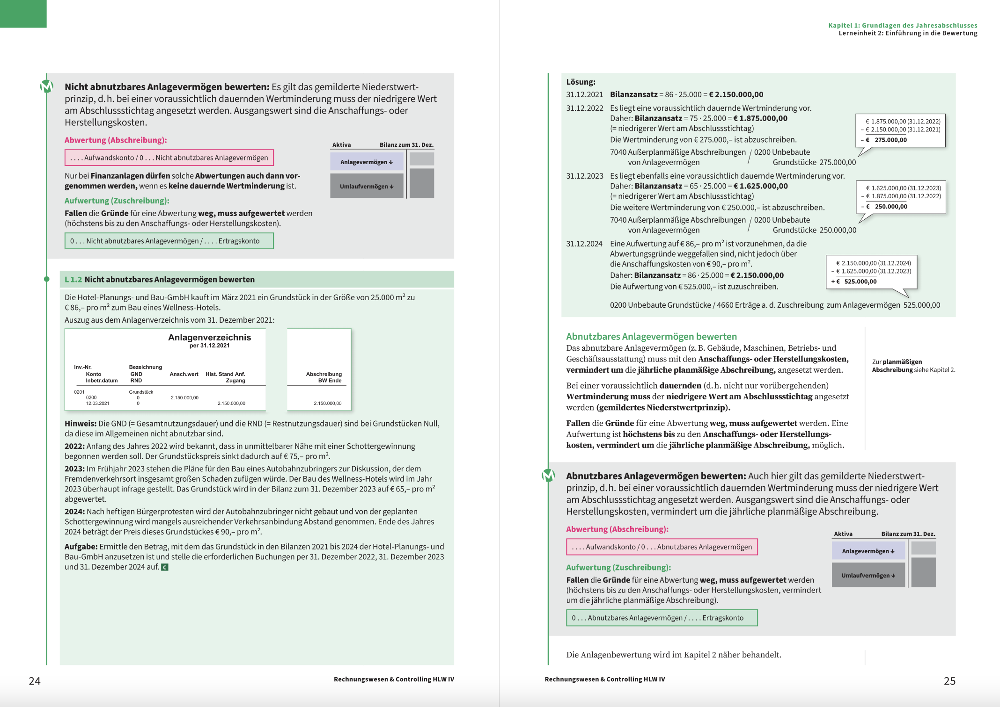 Nicht abnutzbares Anlagevermögen bewerten: Es gilt das gemilderte Niederstwert-
prinzip, d. h. bei einer voraussichtlich dauernden Wertminderung muss der niedrigere Wert
am Abschlussstichtag angesetzt werden. Ausgangswert sind die Anschaffungs- oder
Herstellungskosten.
Abwertung (Abschreibung):
. . . . Aufwandskonto / 0 . . . Nicht abnutzbares Anlagevermögen
Nur bei Finanzanlagen dürfen solche Abwertungen auch dann vor-
genommen werden, wenn es keine dauernde Wertminderung ist.
Aufwertung (Zuschreibung):
Fallen die Gründe für eine Abwertung weg, muss aufgewertet werden
(höchstens bis zu den Anschaffungs- oder Herstellungskosten).
0 . . . Nicht abnutzbares Anlagevermögen / . . . . Ertragskonto
Aktiva Bilanz zum 31. Dez.
Anlagevermögen ↓
Umlaufvermögen ↓
L 1.2 Nicht abnutzbares Anlagevermögen bewerten
Die Hotel-Planungs- und Bau-GmbH kauft im März 2021 ein Grundstück in der Größe von 25.000 m² zu
€ 86,– pro m² zum Bau eines Wellness-Hotels.
Auszug aus dem Anlagenverzeichnis vom 31. Dezember 2021:
Anlagenverzeichnis
per 31.12.2021
Inv.-Nr. Bezeichnung
Konto GND Ansch.wert Hist. Stand Anf. Abschreibung
Inbetr.datum RND Zugang BW Ende
0201 Grundstück
0200 0 2.150.000,00
12.03.2021 0 2.150.000,00 2.150.000,00
Hinweis: Die GND (= Gesamtnutzungsdauer) und die RND (= Restnutzungsdauer) sind bei Grundstücken Null,
da diese im Allgemeinen nicht abnutzbar sind.
2022: Anfang des Jahres 2022 wird bekannt, dass in unmittelbarer Nähe mit einer Schottergewinnung
begonnen werden soll. Der Grundstückspreis sinkt dadurch auf € 75,– pro m².
2023: Im Frühjahr 2023 stehen die Pläne für den Bau eines Autobahnzubringers zur Diskussion, der dem
Fremdenverkehrsort insgesamt großen Schaden zufügen würde. Der Bau des Wellness-Hotels wird im Jahr
2023 überhaupt infrage gestellt. Das Grundstück wird in der Bilanz zum 31. Dezember 2023 auf € 65,– pro m²
abgewertet.
2024: Nach heftigen Bürgerprotesten wird der Autobahnzubringer nicht gebaut und von der geplanten
Schottergewinnung wird mangels ausreichender Verkehrsanbindung Abstand genommen. Ende des Jahres
2024 beträgt der Preis dieses Grundstückes € 90,– pro m².
Aufgabe: Ermittle den Betrag, mit dem das Grundstück in den Bilanzen 2021 bis 2024 der Hotel-Planungs- und
Bau-GmbH anzusetzen ist und stelle die erforderlichen Buchungen per 31. Dezember 2022, 31. Dezember 2023
und 31. Dezember 2024 auf. C
24
Rechnungswesen & Controlling HLW IV
Kapitel 1: Grundlagen des Jahresabschlusses
Lerneinheit 2: Einführung in die Bewertung
Lösung:
31.12.2021 Bilanzansatz = 86 · 25.000 = € 2.150.000,00
31.12.2022 Es liegt eine voraussichtlich dauernde Wertminderung vor.
Daher: Bilanzansatz = 75 · 25.000 = € 1.875.000,00
(= niedrigerer Wert am Abschlussstichtag)
Die Wertminderung von € 275.000,– ist abzuschreiben.
€ 1.875.000,00 (31.12.2022)
– € 2.150.000,00 (31.12.2021)
– € 275.000,00
7040 Außerplanmäßige Abschreibungen / 0200 Unbebaute
von Anlagevermögen Grundstücke 275.000,00
31.12.2023 Es liegt ebenfalls eine voraussichtlich dauernde Wertminderung vor.
Daher: Bilanzansatz = 65 · 25.000 = € 1.625.000,00
(= niedrigerer Wert am Abschlussstichtag)
Die weitere Wertminderung von € 250.000,– ist abzuschreiben.
€ 1.625.000,00 (31.12.2023)
– € 1.875.000,00 (31.12.2022)
– € 250.000,00
7040 Außerplanmäßige Abschreibungen / 0200 Unbebaute
von Anlagevermögen Grundstücke 250.000,00
31.12.2024 Eine Aufwertung auf € 86,– pro m² ist vorzunehmen, da die
Abwertungsgründe weggefallen sind, nicht jedoch über
die Anschaffungskosten von € 90,– pro m².
Daher: Bilanzansatz = 86 · 25.000 = € 2.150.000,00
Die Aufwertung von € 525.000,– ist zuzuschreiben.
€ 2.150.000,00 (31.12.2024)
– € 1.625.000,00 (31.12.2023)
+ € 525.000,00
0200 Unbebaute Grundstücke / 4660 Erträge a. d. Zuschreibung zum Anlagevermögen 525.000,00
Abnutzbares Anlagevermögen bewerten
Das abnutzbare Anlagevermögen (z. B. Gebäude, Maschinen, Betriebs- und
Geschäftsausstattung) muss mit den Anschaffungs- oder Herstellungskosten,
vermindert um die jährliche planmäßige Abschreibung, angesetzt werden.
Zur planmäßigen
Abschreibung siehe Kapitel 2.
Bei einer voraussichtlich dauernden (d. h. nicht nur vorübergehenden)
Wertminderung muss der niedrigere Wert am Abschlussstichtag angesetzt
werden (gemildertes Niederstwertprinzip).
Fallen die Gründe für eine Abwertung weg, muss aufgewertet werden. Eine
Aufwertung ist höchstens bis zu den Anschaffungs- oder Herstellungs-
kosten, vermindert um die jährliche planmäßige Abschreibung, möglich.
Abnutzbares Anlagevermögen bewerten: Auch hier gilt das gemilderte Niederstwert-
prinzip, d. h. bei einer voraussichtlich dauernden Wertminderung muss der niedrigere Wert
am Abschlussstichtag angesetzt werden. Ausgangswert sind die Anschaffungs- oder
Herstellungskosten, vermindert um die jährliche planmäßige Abschreibung.
Abwertung (Abschreibung):
. . . . Aufwandskonto / 0 . . . Abnutzbares Anlagevermögen
Aufwertung (Zuschreibung):
Fallen die Gründe für eine Abwertung weg, muss aufgewertet werden
(höchstens bis zu den Anschaffungs- oder Herstellungskosten, vermindert
um die jährliche planmäßige Abschreibung).
0 . . . Abnutzbares Anlagevermögen / . . . . Ertragskonto
Aktiva Bilanz zum 31. Dez.
Anlagevermögen ↓
Umlaufvermögen ↓
Die Anlagenbewertung wird im Kapitel 2 näher behandelt.
Rechnungswesen & Controlling HLW IV
25